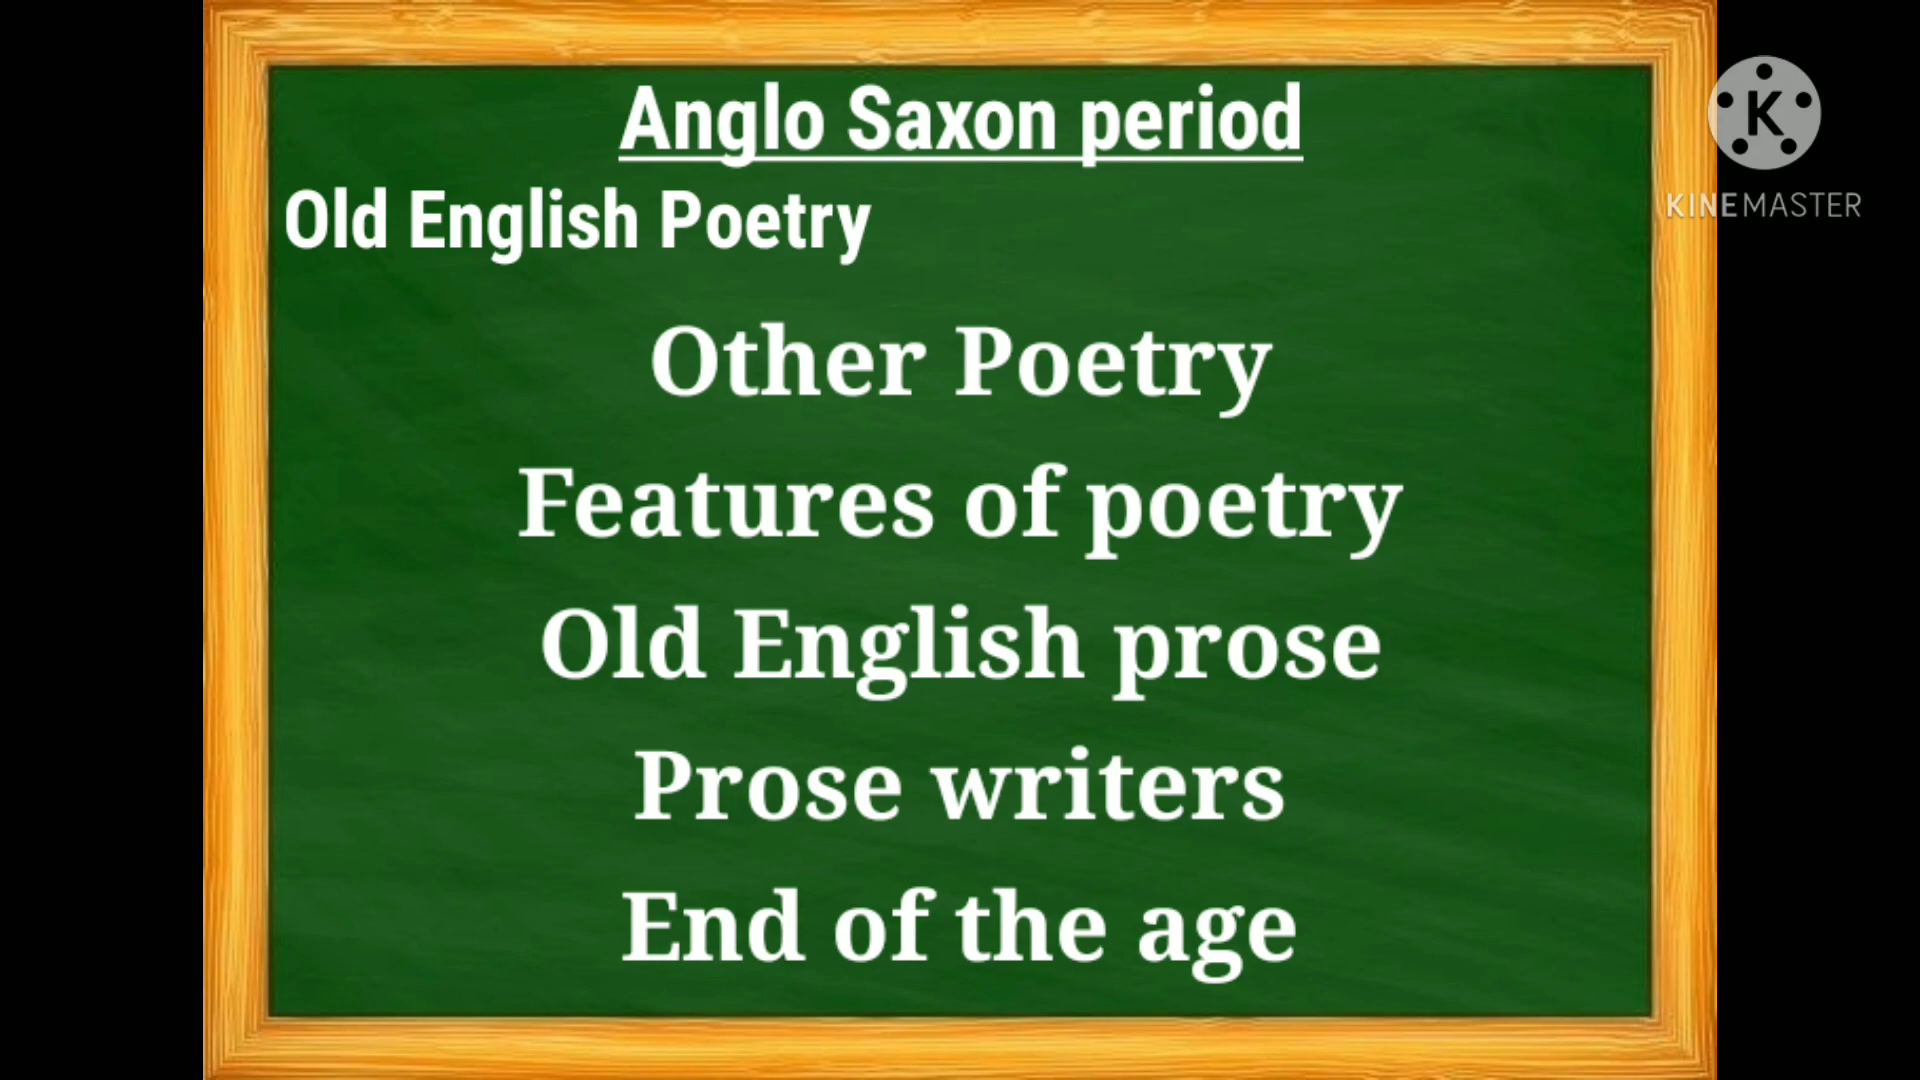 Anglo Saxon period
Old English Poetry
Other Poetry
Features of poetry
Old English prose
Prose writers
End of the age
K
KINEMASTER